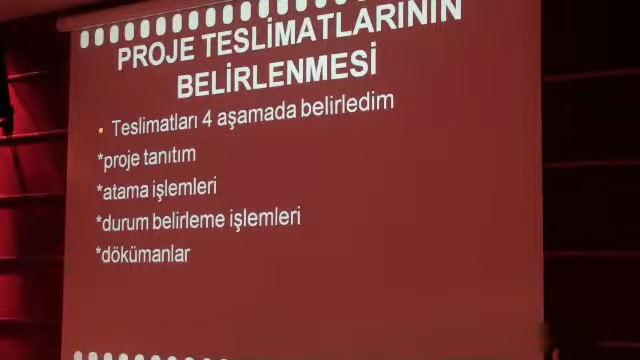 PROJE TESLİMATLARININ
BELİRLENMESİ
• Teslimatları 4 aşamada belirledim
*proje tanıtım
*atama işlemleri
*durum belirleme işlemleri
*dökümanlar